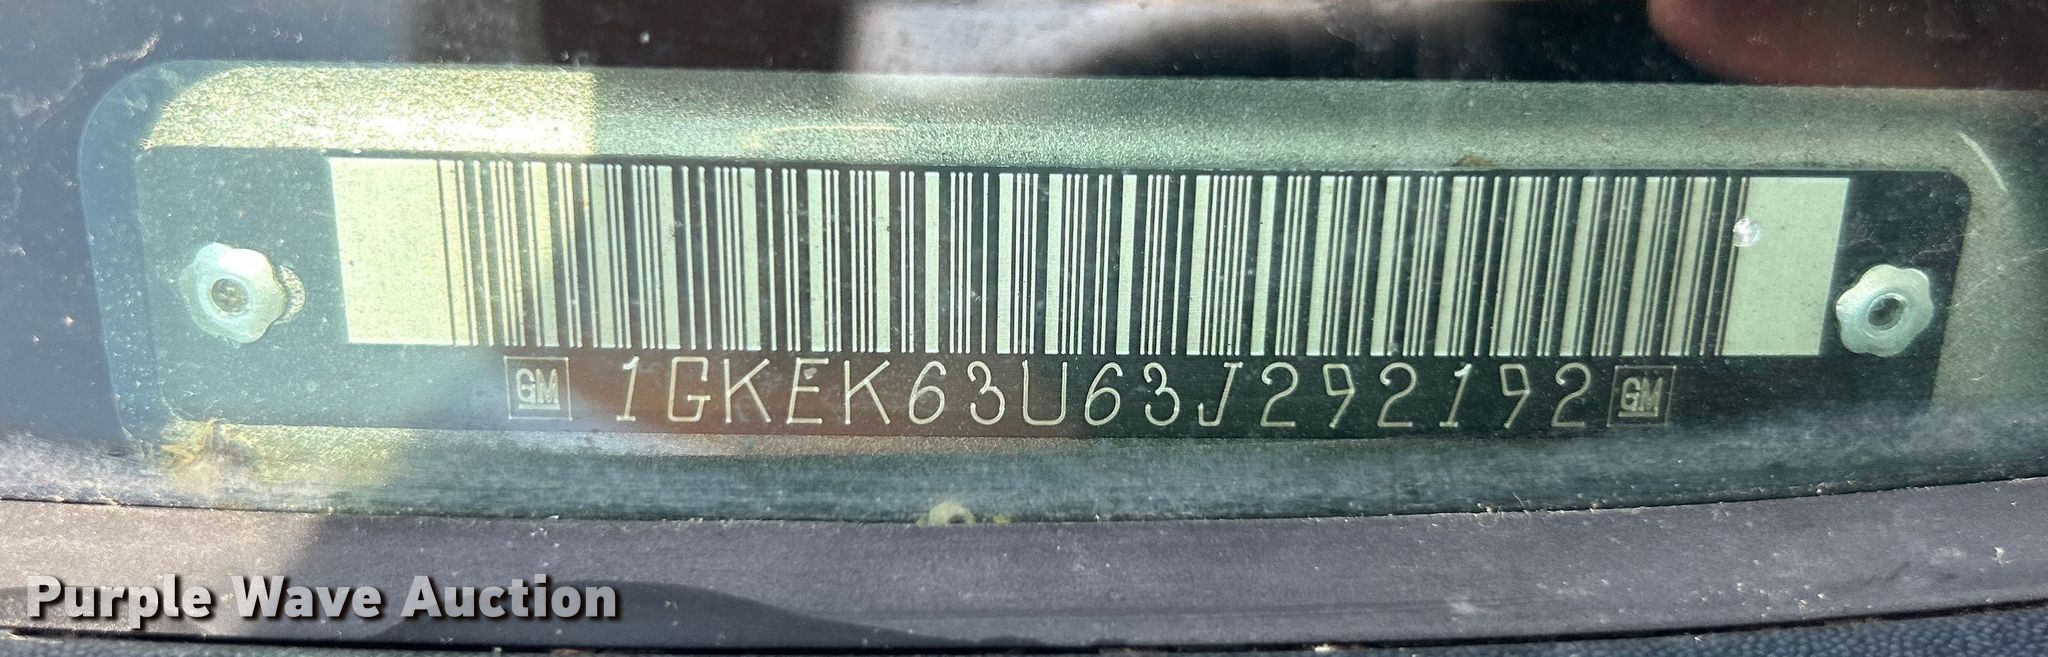 GM 1GKEK63U63J292192 GM
Purple Wave Auction